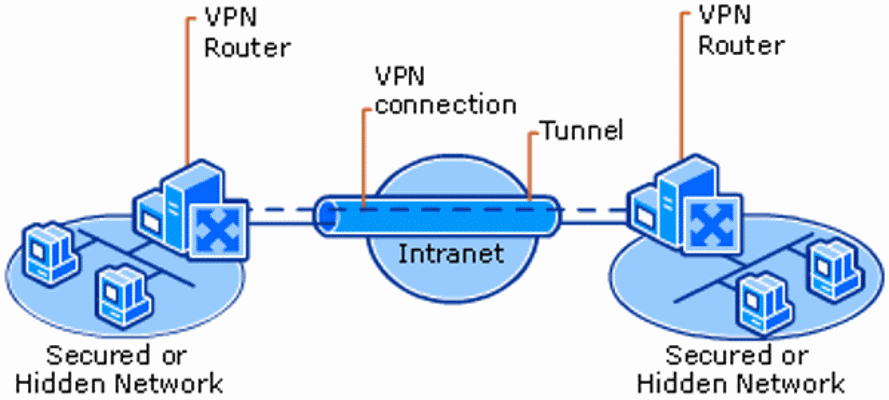 VPN
Router
VPN
Router
VPN
connection
Tunnel
Intranet
Secured or
Hidden Network
Secured or
Hidden Network